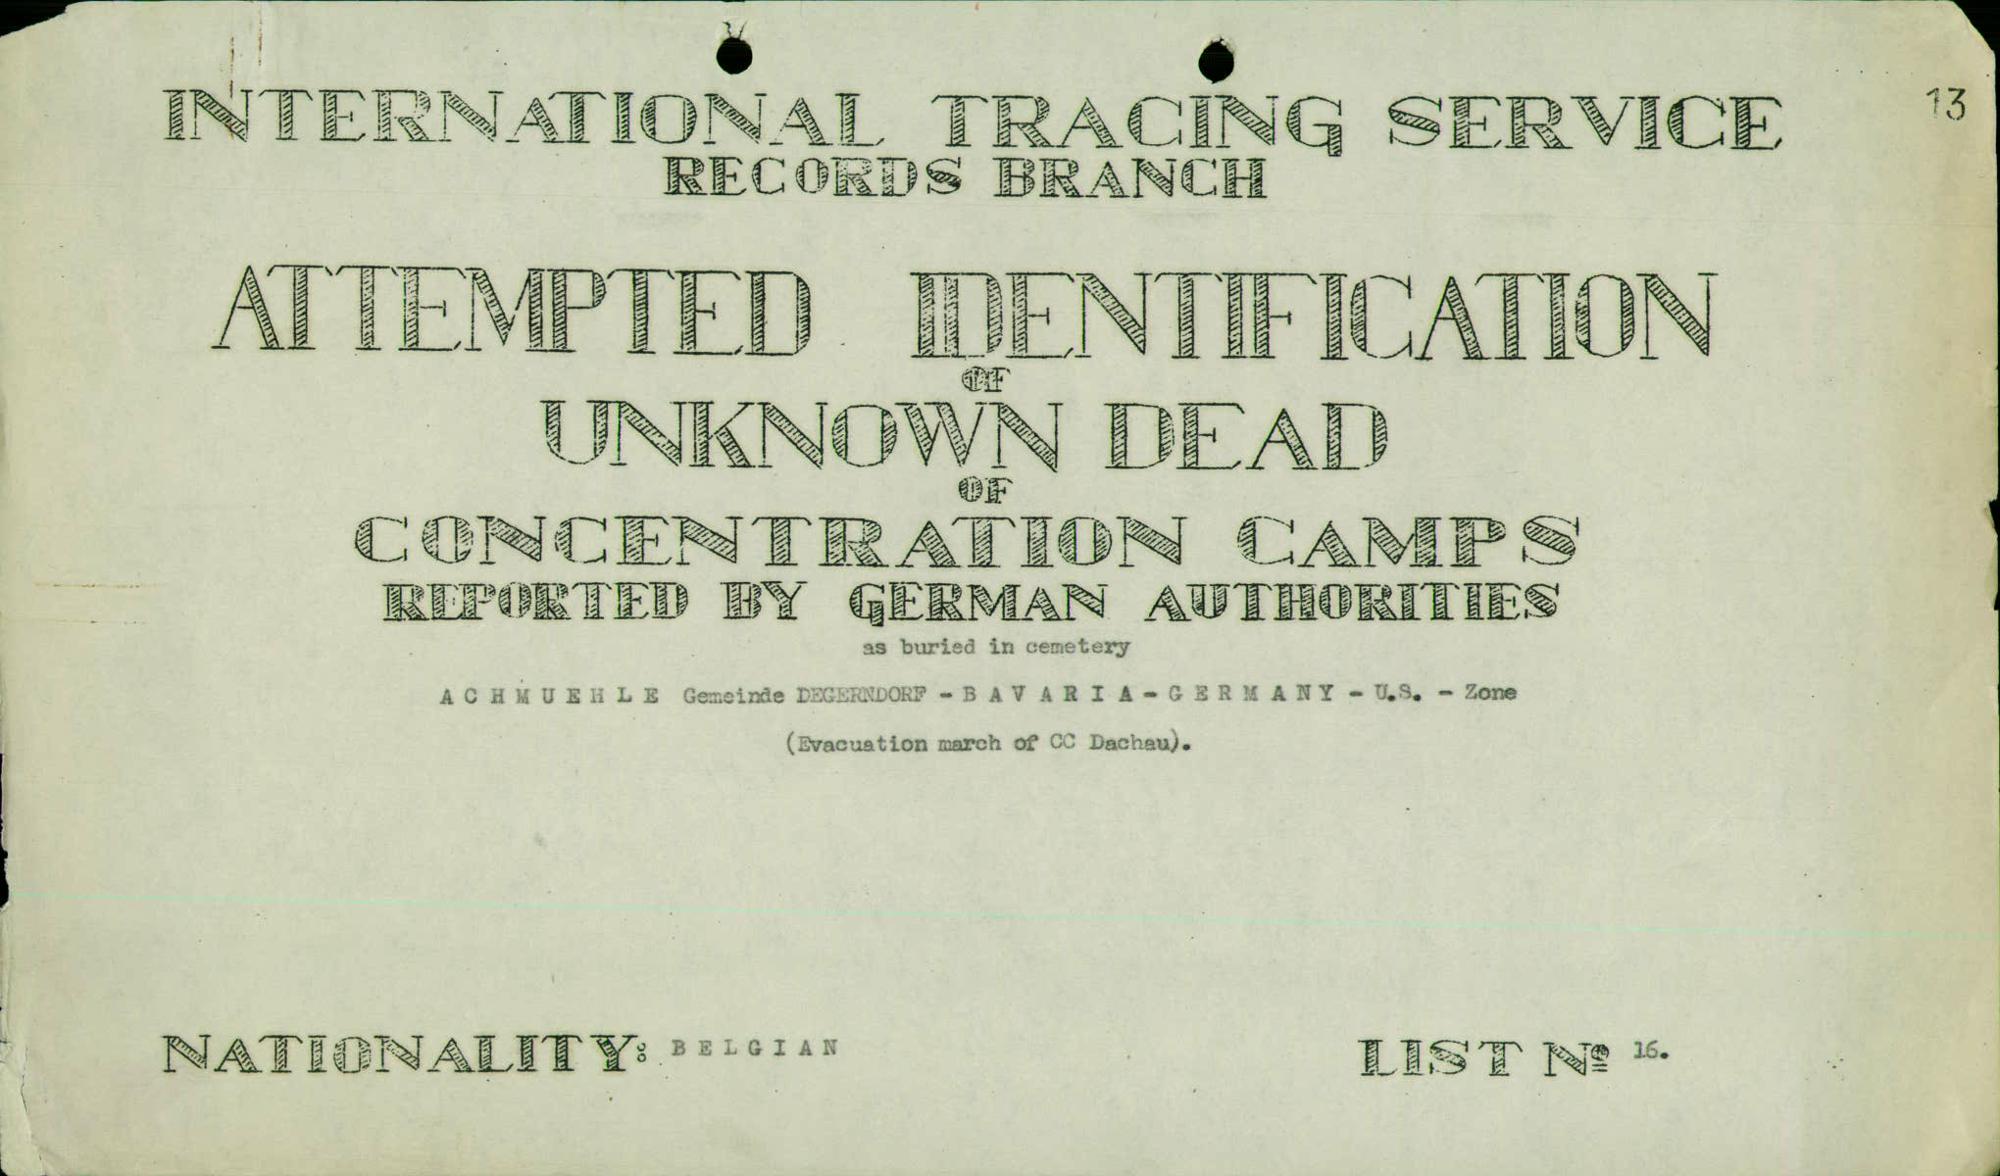 13
INTERNATIONAL TRACING SERVICE
RECORDS BRANCH
ATTEMPTED IDENTIFICATION
OF
UNKNOWN DEAD
OF
CONCENTRATION CAMPS
REPORTED BY GERMAN AUTHORITIES
as buried in cemetery
A C H M U E H L E Gemeinde DEGERNDORF - B A V A R I A - G E R M A N Y - U.S. - Zone
(Evacuation march of CC Dachau).
NATIONALITY: B E L G I A N
LIST Nº 16.